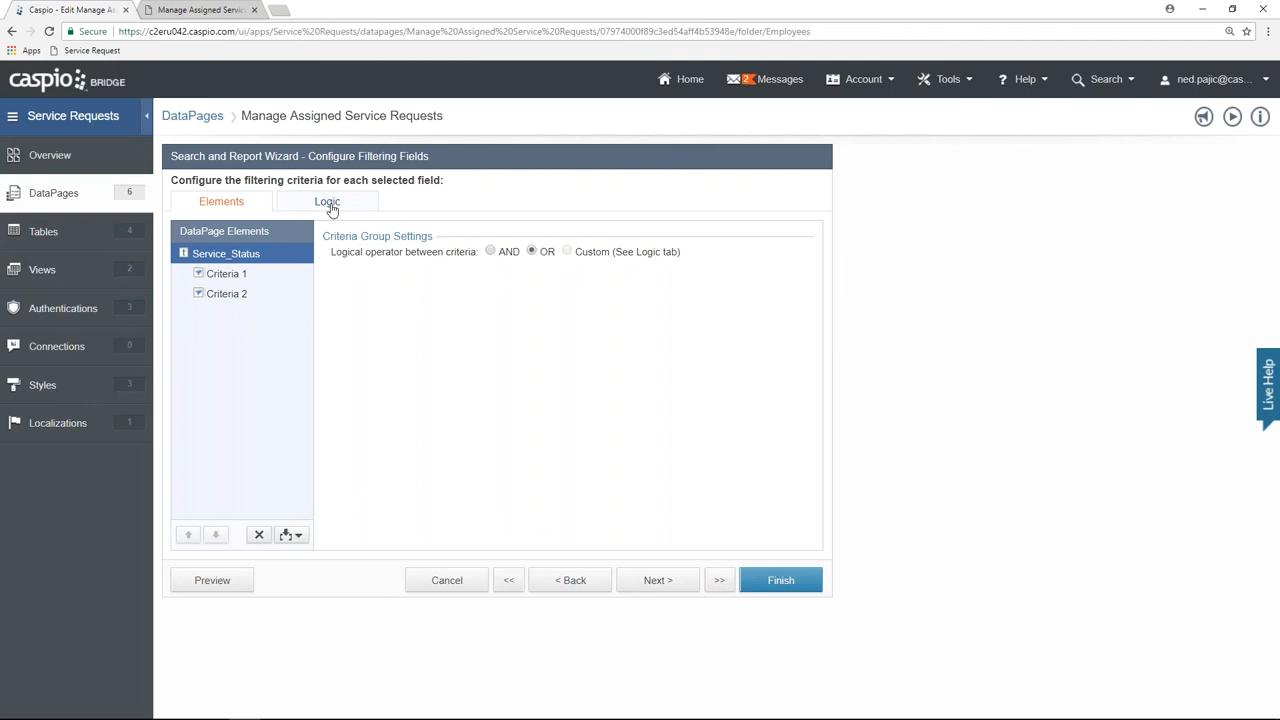 Caspio - Edit Manage As
Manage Assigned Servic
Secure
https://c2eru042.caspio.com/ui/apps/Service%20Requests/datapages/Manage%20Assigned%20Service%20Requests/07974000f89c3ed54aff4b53948e/folder/Employees
Apps
Service Request
caspio BRIDGE
Home
2
Messages
Account
Tools
? Help
Search
ned.pajic@cas...
Service Requests
DataPages
Manage Assigned Service Requests
Overview
DataPages
6
Tables
4
Views
2
Authentications
3
Connections
0
Styles
3
Localizations
1
Search and Report Wizard - Configure Filtering Fields
Configure the filtering criteria for each selected field:
Elements
Logic
DataPage Elements
Service_Status
Criteria 1
Criteria 2
Criteria Group Settings
Logical operator between criteria: AND OR Custom (See Logic tab)
Preview
Cancel
<<
< Back
Next >
>>
Finish
Live Help